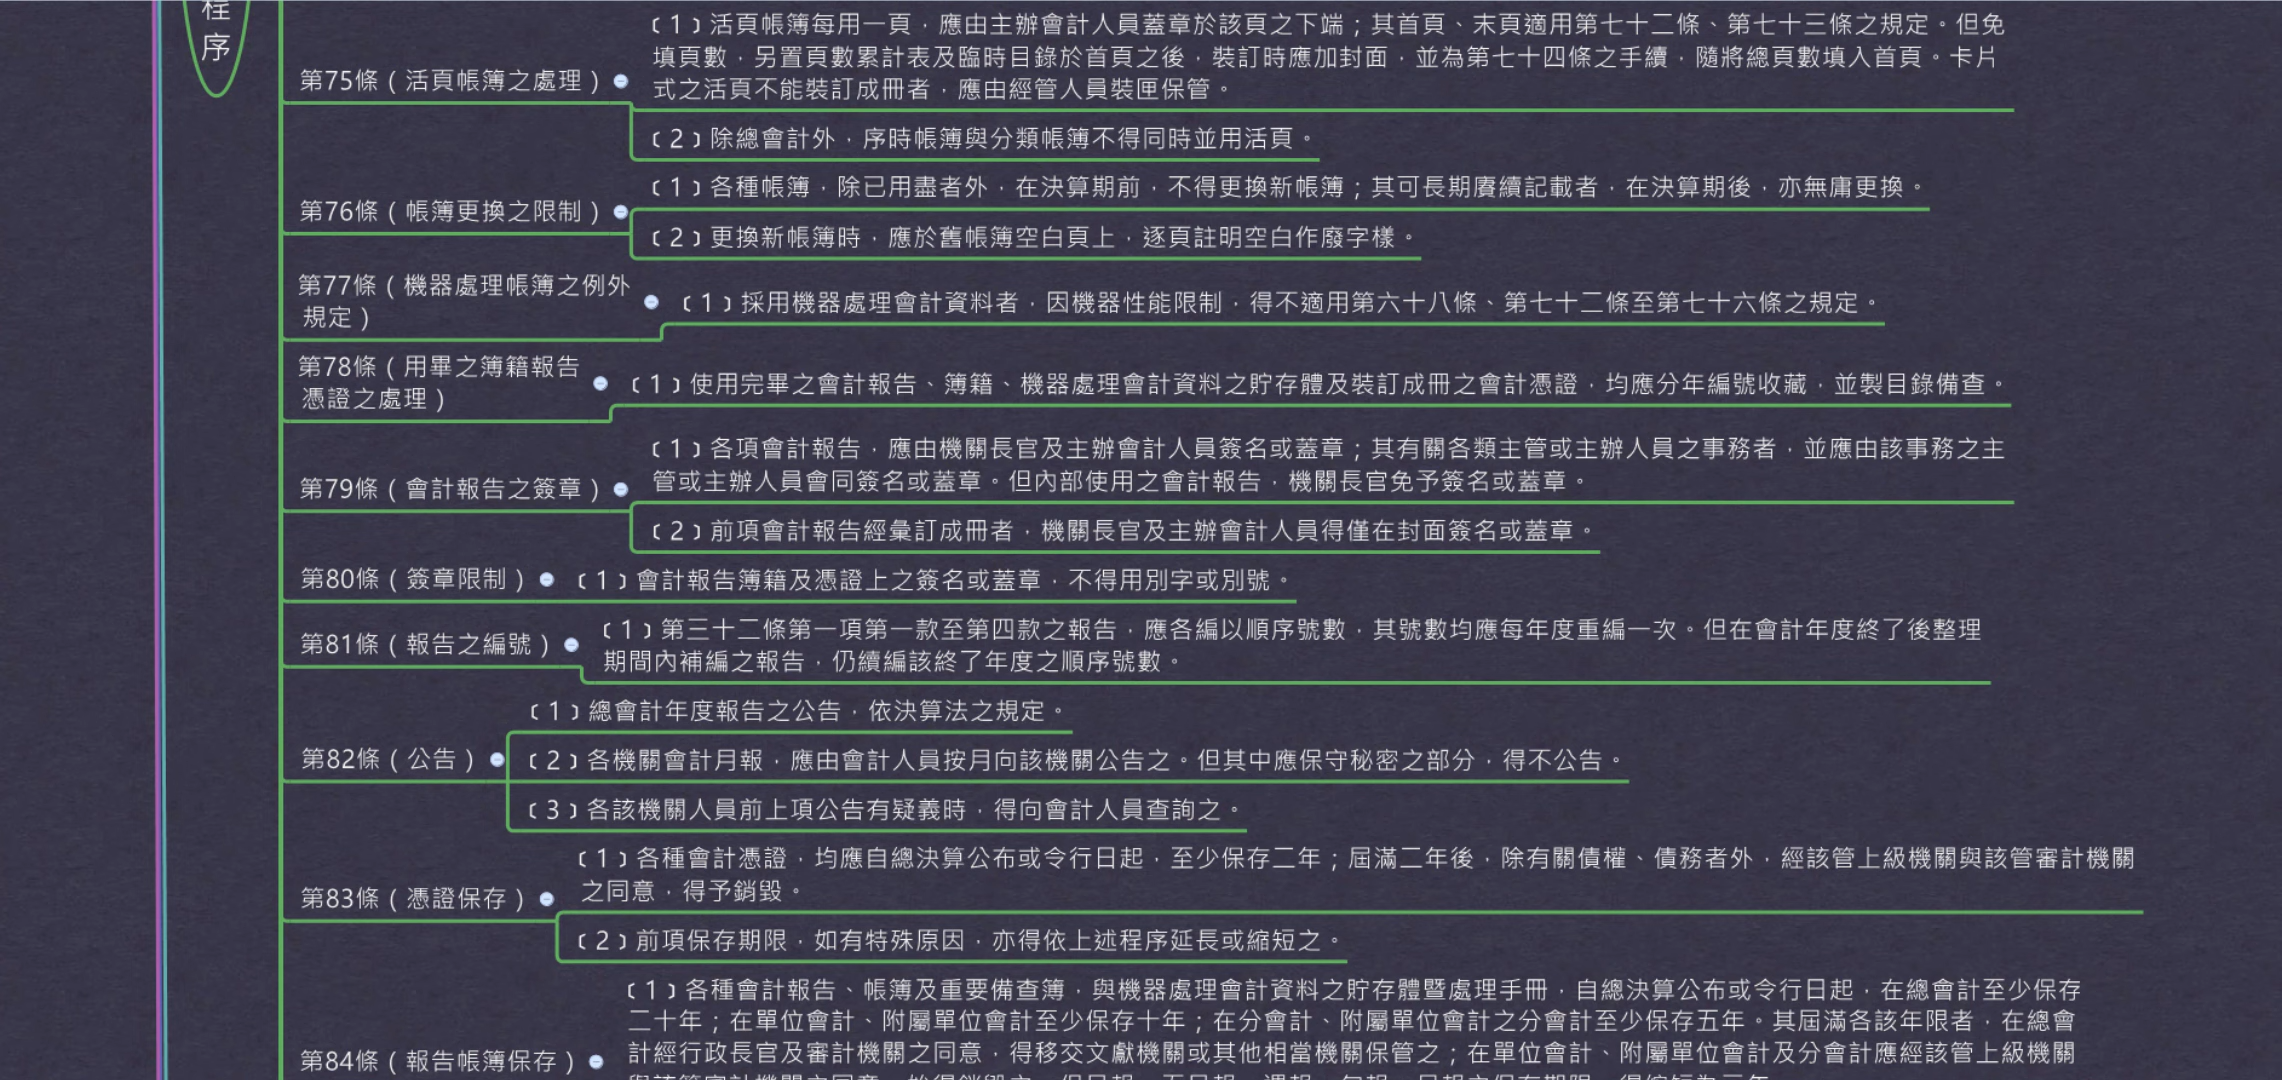 程
序
第75條（活頁帳簿之處理）
（1）活頁帳簿每用一頁，應由主辦會計人員蓋章於該頁之下端；其首頁、末頁適用第七十二條、第七十三條之規定。但免
填頁數，另置頁數累計表及臨時目錄於首頁之後，裝訂時應加封面，並為第七十四條之手續，隨將總頁數填入首頁。卡片
式之活頁不能裝訂成冊者，應由經管人員裝匣保管。
（2）除總會計外，序時帳簿與分類帳簿不得同時並用活頁。
第76條（帳簿更換之限制）
（1）各種帳簿，除已用盡者外，在決算期前，不得更換新帳簿；其可長期賡續記載者，在決算期後，亦無庸更換。
（2）更換新帳簿時，應於舊帳簿空白頁上，逐頁註明空白作廢字樣。
第77條（機器處理帳簿之例外
規定）
（1）採用機器處理會計資料者，因機器性能限制，得不適用第六十八條、第七十二條至第七十六條之規定。
第78條（用畢之簿籍報告
憑證之處理）
（1）使用完畢之會計報告、簿籍、機器處理會計資料之貯存體及裝訂成冊之會計憑證，均應分年編號收藏，並製目錄備查。
第79條（會計報告之簽章）
（1）各項會計報告，應由機關長官及主辦會計人員簽名或蓋章；其有關各類主管或主辦人員之事務者，並應由該事務之主
管或主辦人員會同簽名或蓋章。但內部使用之會計報告，機關長官免予簽名或蓋章。
（2）前項會計報告經彙訂成冊者，機關長官及主辦會計人員得僅在封面簽名或蓋章。
第80條（簽章限制）
（1）會計報告簿籍及憑證上之簽名或蓋章，不得用別字或別號。
第81條（報告之編號）
（1）第三十二條第一項第一款至第四款之報告，應各編以順序號數，其號數均應每年度重編一次。但在會計年度終了後整理
期間內補編之報告，仍續編該終了年度之順序號數。
第82條（公告）
（1）總會計年度報告之公告，依決算法之規定。
（2）各機關會計月報，應由會計人員按月向該機關公告之。但其中應保守秘密之部分，得不公告。
（3）各該機關人員前上項公告有疑義時，得向會計人員查詢之。
第83條（憑證保存）
（1）各種會計憑證，均應自總決算公布或令行日起，至少保存二年；屆滿二年後，除有關債權、債務者外，經該管上級機關與該管審計機關
之同意，得予銷毀。
（2）前項保存期限，如有特殊原因，亦得依上述程序延長或縮短之。
第84條（報告帳簿保存）
（1）各種會計報告、帳簿及重要備查簿，與機器處理會計資料之貯存體暨處理手冊，自總決算公布或令行日起，在總會計至少保存
二十年；在單位會計、附屬單位會計至少保存十年；在分會計、附屬單位會計之分會計至少保存五年。其屆滿各該年限者，在總會
計經行政長官及審計機關之同意，得移交文獻機關或其他相當機關保管之；在單位會計、附屬單位會計及分會計應經該管上級機關